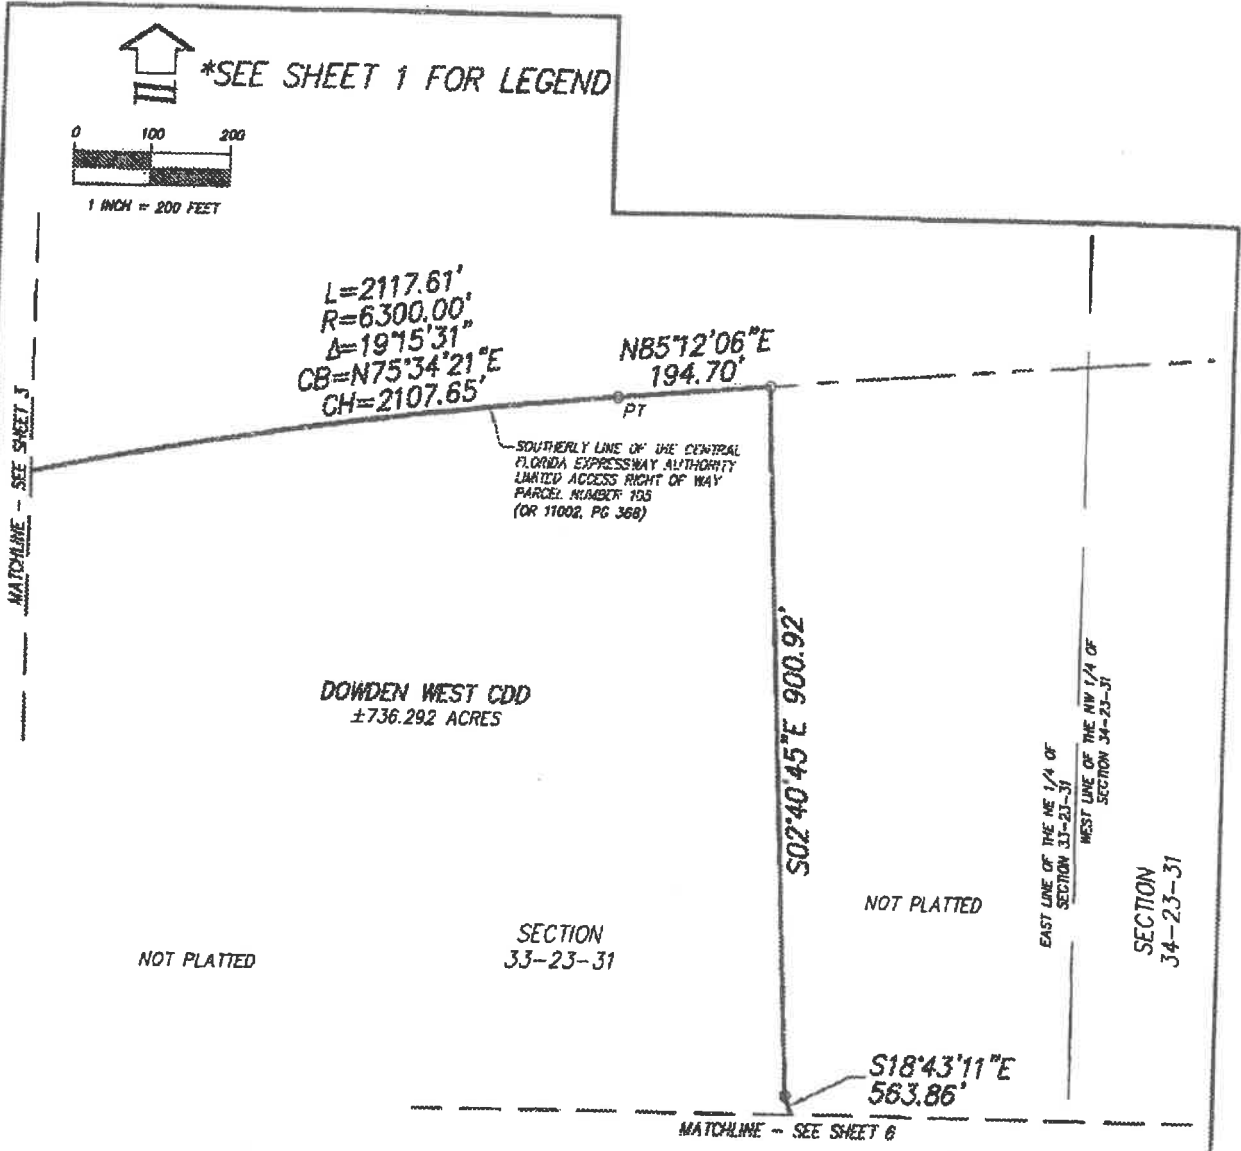 *SEE SHEET 1 FOR LEGEND
0 100 200
1 INCH = 200 FEET
L=2117.61'
R=6300.00'
Δ=19°15'31"
CB=N75°34'21"E
CH=2107.65'
N85°12'06"E
194.70'
PT
SOUTHERLY LINE OF THE CENTRAL
FLORIDA EXPRESSWAY AUTHORITY
LIMITED ACCESS RIGHT OF WAY
PARCEL NUMBER 105
(OR 11002, PG 368)
MATCHLINE - SEE SHEET 3
DOWDEN WEST CDD
±736.292 ACRES
S02°40'45"E 900.92'
EAST LINE OF THE NE 1/4 OF
SECTION 33-23-31
WEST LINE OF THE NW 1/4 OF
SECTION 34-23-31
NOT PLATTED
SECTION
34-23-31
SECTION
33-23-31
NOT PLATTED
S18°43'11"E
563.86'
MATCHLINE - SEE SHEET 6